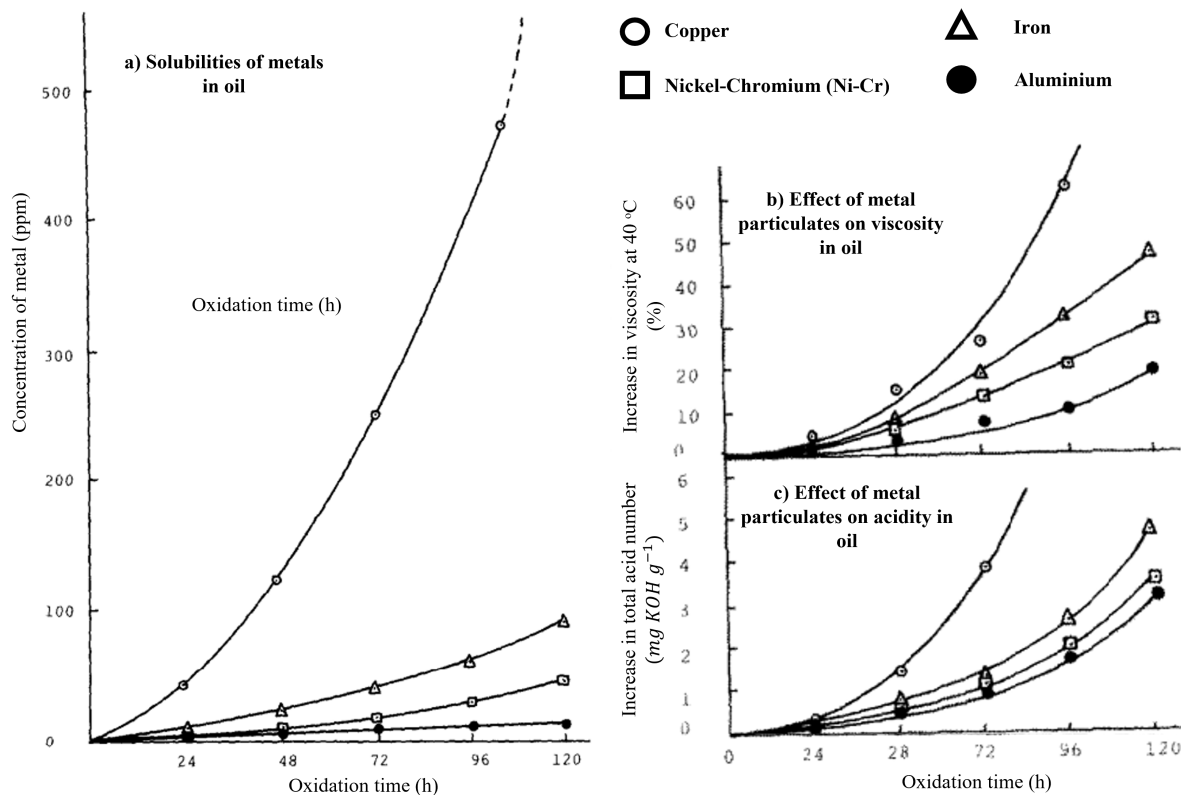 a) Solubilities of metals
in oil
Concentration of metal (ppm)
500
400
300
200
100
0
Oxidation time (h)
24
48
72
96
120
Oxidation time (h)
Copper
Iron
Nickel-Chromium (Ni-Cr)
Aluminium
b) Effect of metal
particulates on viscosity
in oil
Increase in viscosity at 40 °C
(%)
60
50
40
30
20
10
0
c) Effect of metal
particulates on acidity in
oil
Increase in total acid number
(mg KOH g⁻¹)
6
5
4
3
2
1
0
0
24
28
72
96
120
Oxidation time (h)